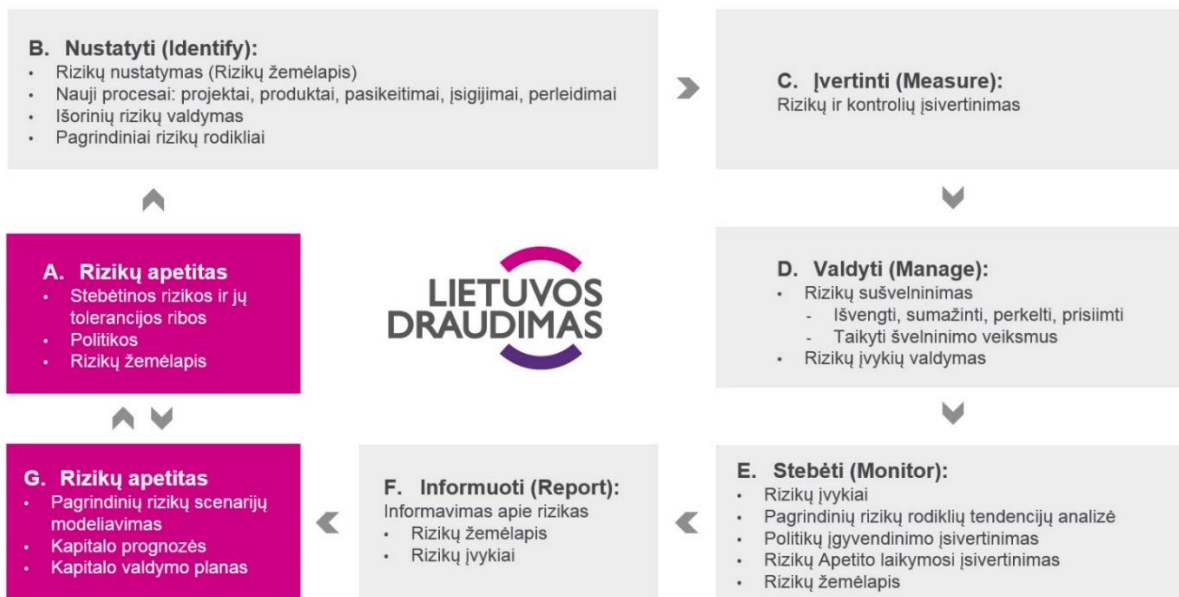 B. Nustatyti (Identify):
• Rizikų nustatymas (Rizikų žemėlapis)
• Nauji procesai: projektai, produktai, pasikeitimai, įsigijimai, perleidimai
• Išorinių rizikų valdymas
• Pagrindiniai rizikų rodikliai
C. Įvertinti (Measure):
Rizikų ir kontrolių įsivertinimas
A. Rizikų apetitas
• Stebėtinos rizikos ir jų
tolerancijos ribos
• Politikos
• Rizikų žemėlapis
LIETUVOS
DRAUDIMAS
D. Valdyti (Manage):
• Rizikų sušvelninimas
- Išvengti, sumažinti, perkelti, prisiimti
- Taikyti švelninimo veiksmus
• Rizikų įvykių valdymas
G. Rizikų apetitas
• Pagrindinių rizikų scenarijų
modeliavimas
• Kapitalo prognozės
• Kapitalo valdymo planas
F. Informuoti (Report):
Informavimas apie rizikas
• Rizikų žemėlapis
• Rizikų įvykiai
E. Stebėti (Monitor):
• Rizikų įvykiai
• Pagrindinių rizikų rodiklių tendencijų analizė
• Politikų įgyvendinimo įsivertinimas
• Rizikų Apetito laikymosi įsivertinimas
• Rizikų žemėlapis